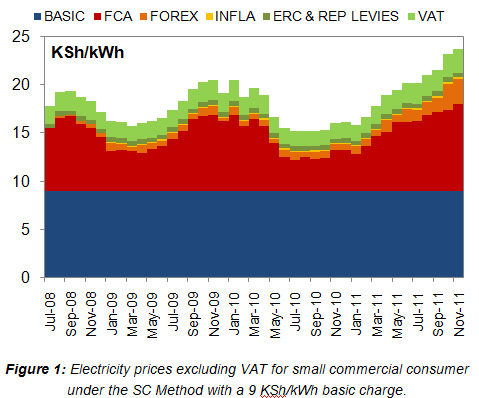 BASIC FCA FOREX INFLA ERC & REP LEVIES VAT
25
KSh/kWh
20
15
10
5
0
Jul-08 Sep-08 Nov-08 Jan-09 Mar-09 May-09 Jul-09 Sep-09 Nov-09 Jan-10 Mar-10 May-10 Jul-10 Sep-10 Nov-10 Jan-11 Mar-11 May-11 Jul-11 Sep-11 Nov-11
Figure 1: Electricity prices excluding VAT for small commercial consumer
under the SC Method with a 9 KSh/kWh basic charge.